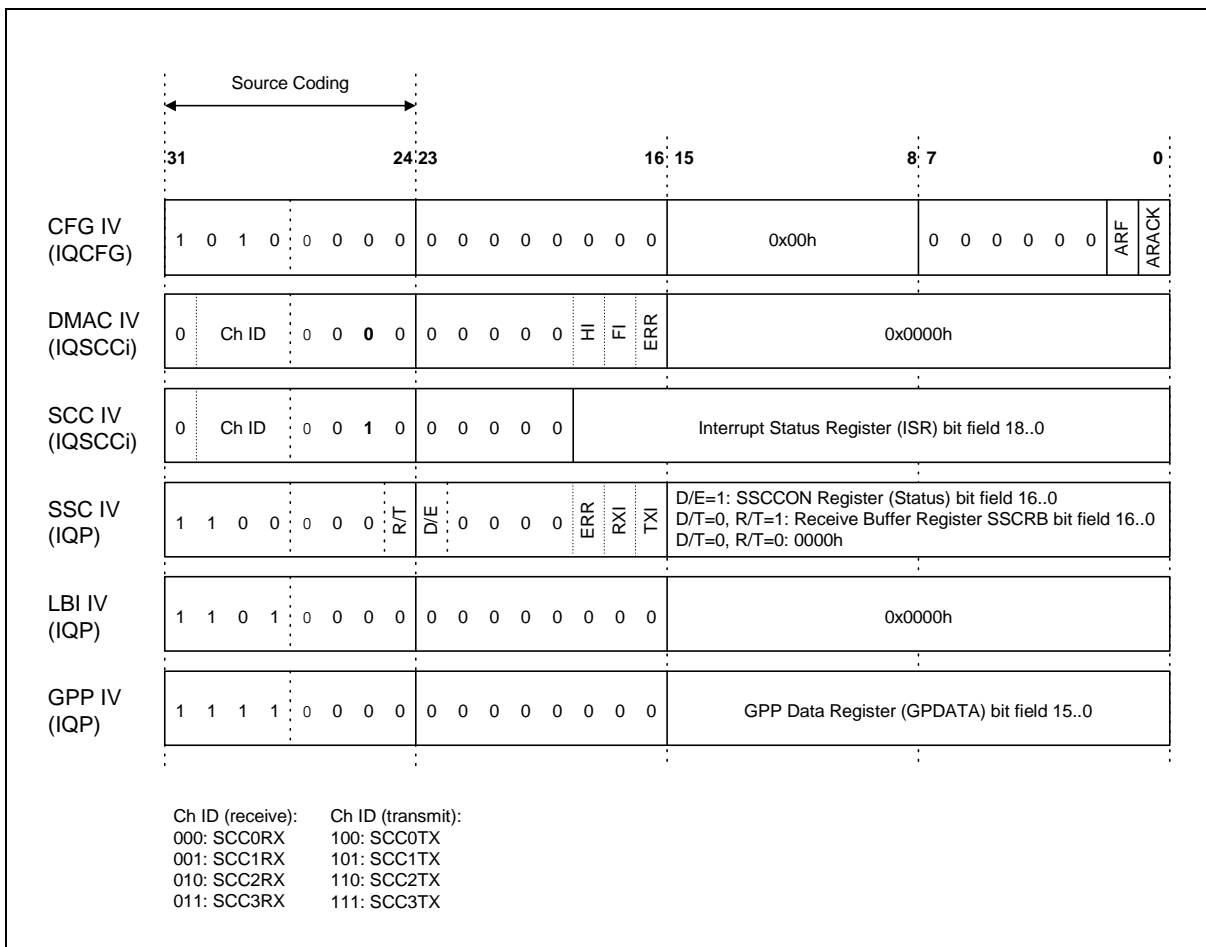 Source Coding
31 24 23 16 15 8 7 0
CFG IV
(IQCFG)
1 0 1 0 0 0 0 0 0 0 0 0 0 0 0 0 0x00h 0 0 0 0 0 0 ARF ARACK
DMAC IV
(IQSCCi)
0 Ch ID 0 0 0 0 0 0 0 0 0 HI FI ERR 0x0000h
SCC IV
(IQSCCi)
0 Ch ID 0 0 1 0 0 0 0 0 0 Interrupt Status Register (ISR) bit field 18..0
SSC IV
(IQP)
1 1 0 0 0 0 0 R/T D/E 0 0 0 0 ERR RXI TXI
D/E=1: SSCCON Register (Status) bit field 16..0
D/T=0, R/T=1: Receive Buffer Register SSCRB bit field 16..0
D/T=0, R/T=0: 0000h
LBI IV
(IQP)
1 1 0 1 0 0 0 0 0 0 0 0 0 0 0 0 0x0000h
GPP IV
(IQP)
1 1 1 1 0 0 0 0 0 0 0 0 0 0 0 0 GPP Data Register (GPDATA) bit field 15..0
Ch ID (receive): Ch ID (transmit):
000: SCC0RX 100: SCC0TX
001: SCC1RX 101: SCC1TX
010: SCC2RX 110: SCC2TX
011: SCC3RX 111: SCC3TX